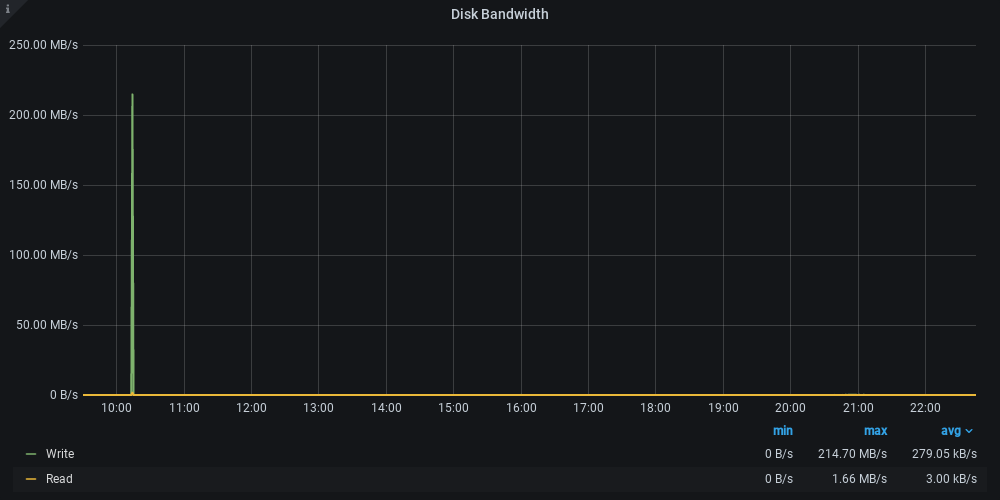 i
Disk Bandwidth
250.00 MB/s
200.00 MB/s
150.00 MB/s
100.00 MB/s
50.00 MB/s
0 B/s
10:00 11:00 12:00 13:00 14:00 15:00 16:00 17:00 18:00 19:00 20:00 21:00 22:00
min max avg
Write 0 B/s 214.70 MB/s 279.05 kB/s
Read 0 B/s 1.66 MB/s 3.00 kB/s